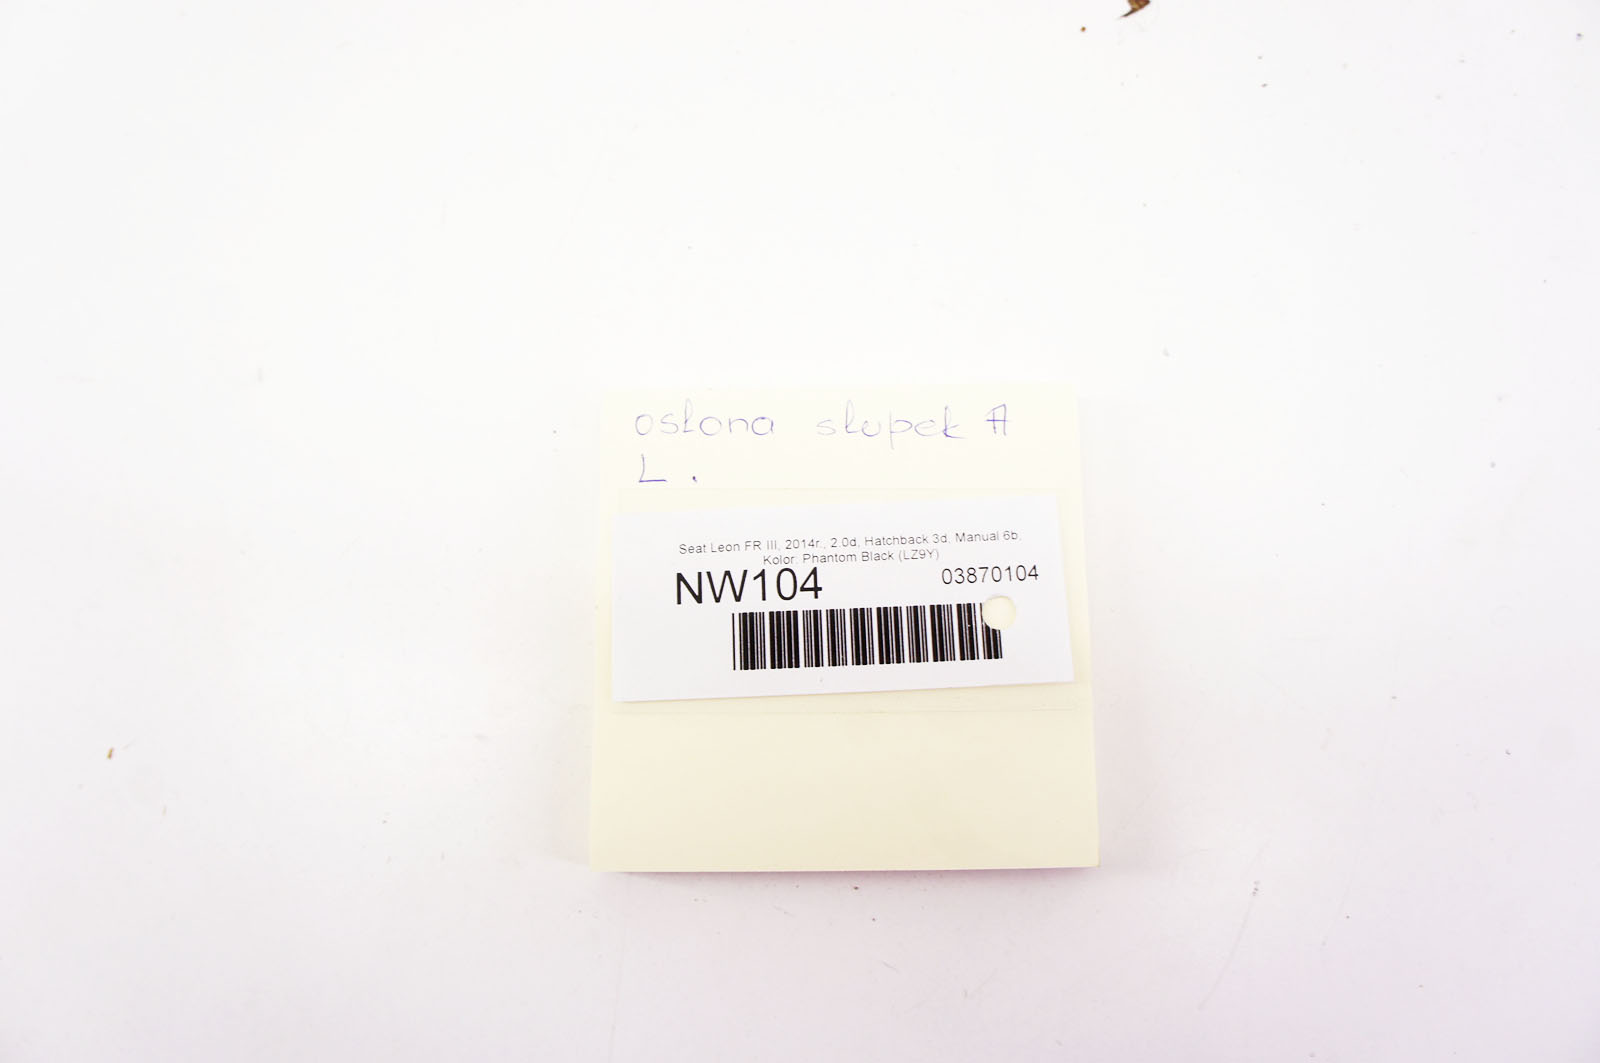 osłona słupek A
L.
Seat Leon FR III, 2014r., 2.0d, Hatchback 3d. Manual 6b.
Kolor: Phantom Black (LZ9Y)
NW104 03870104